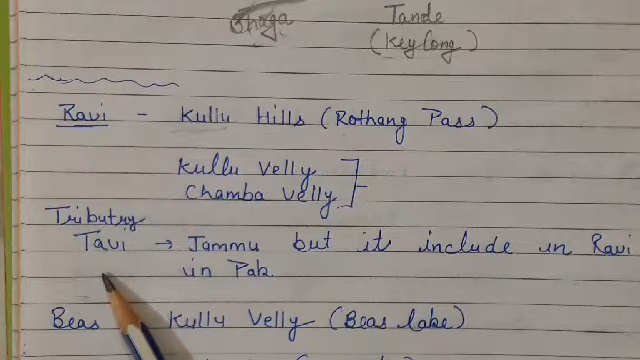 Bhaga Tande
(Keylong)
Ravi - Kullu Hills (Rothang Pass)
Kullu Velly
Chamba Velly
Tributry
Tavi → Jammu but it include in Ravi
in Pak.
Beas Kullu Velly (Beas lake)